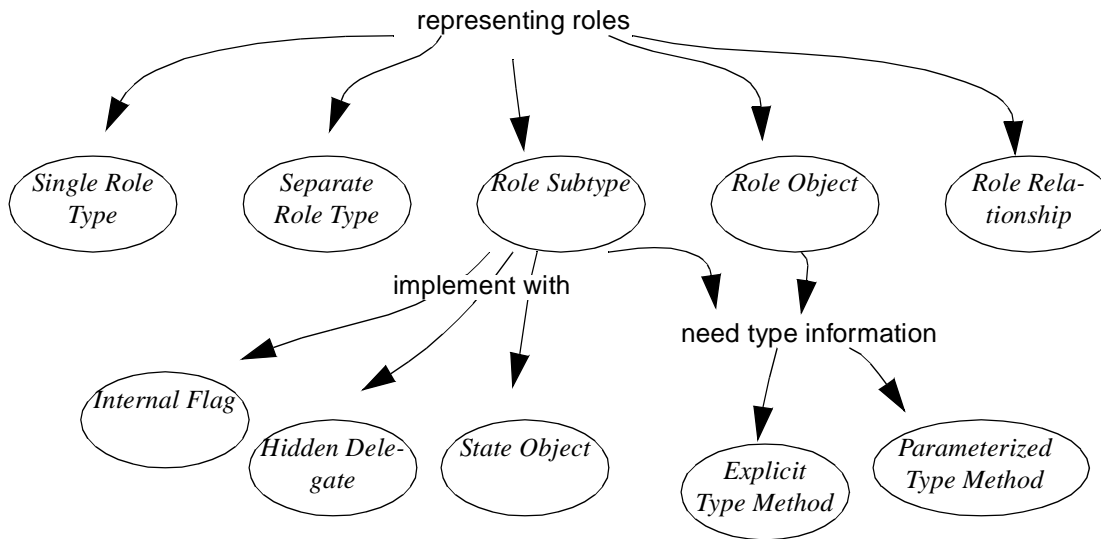 representing roles
Single Role
Type
Separate
Role Type
Role Subtype
Role Object
Role Rela-
tionship
implement with
need type information
Internal Flag
Hidden Dele-
gate
State Object
Explicit
Type Method
Parameterized
Type Method